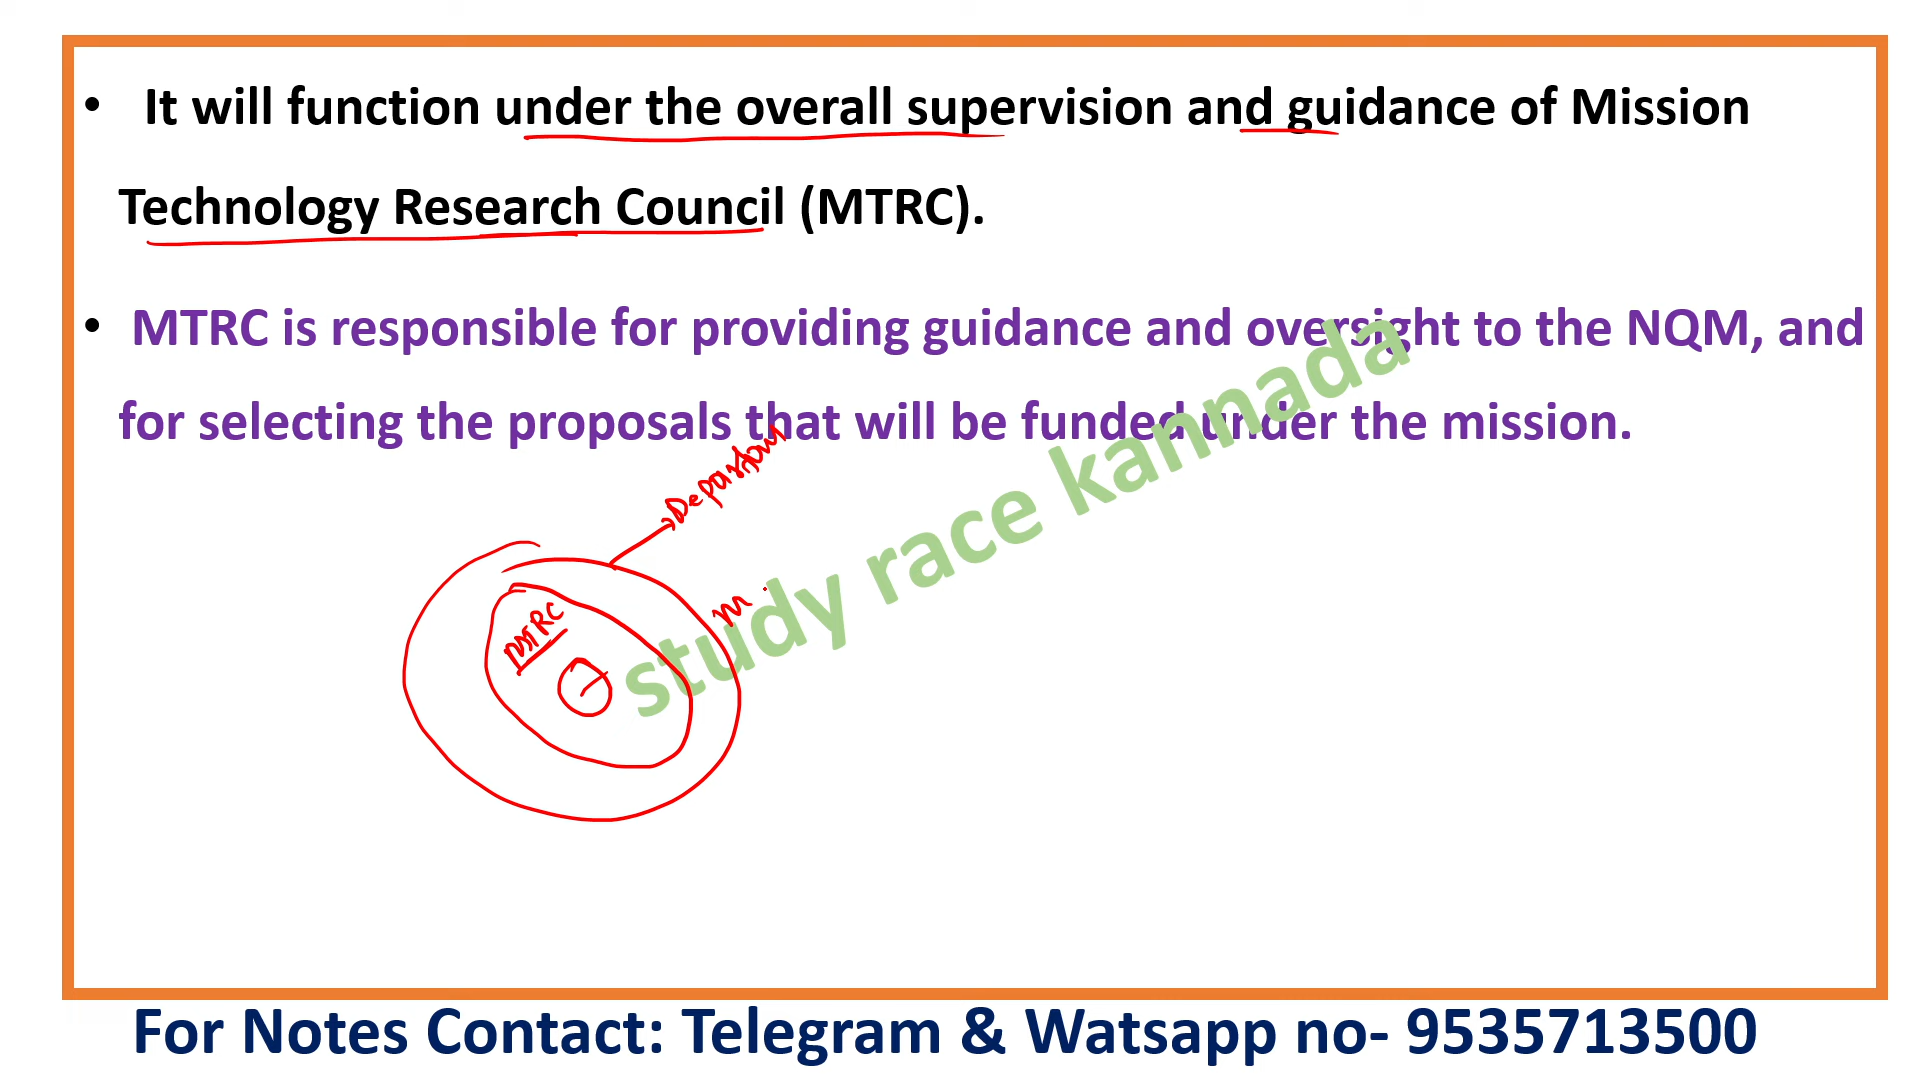 • It will function under the overall supervision and guidance of Mission
Technology Research Council (MTRC).
• MTRC is responsible for providing guidance and oversight to the NQM, and
for selecting the proposals that will be funded under the mission.
study race kannada
MTRC
For Notes Contact: Telegram & Watsapp no- 9535713500